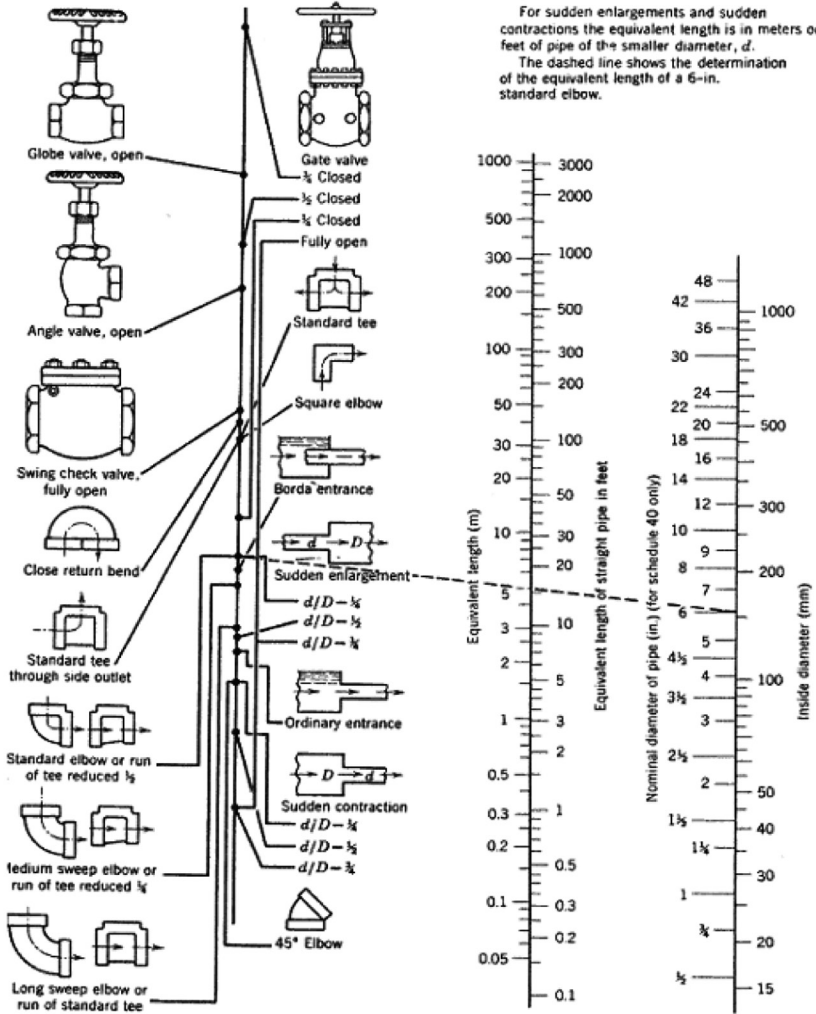 For sudden enlargements and sudden
contractions the equivalent length is in meters or
feet of pipe of the smaller diameter, d.
The dashed line shows the determination
of the equivalent length of a 6-in.
standard elbow.
Globe valve, open
Angle valve, open
Swing check valve,
fully open
Close return bend
Standard tee
through side outlet
Standard elbow or run
of tee reduced ½
Medium sweep elbow or
run of tee reduced ¼
Long sweep elbow or
run of standard tee
Gate valve
¾ Closed
½ Closed
¼ Closed
Fully open
Standard tee
Square elbow
Borda entrance
d D
Sudden enlargement
d/D-¼
d/D-½
d/D-¾
Ordinary entrance
D d
Sudden contraction
d/D-¼
d/D-½
d/D-¾
45° Elbow
Equivalent length (m)
1000
500
300
200
100
50
30
20
10
5
3
2
1
0.5
0.3
0.2
0.1
0.05
3000
2000
1000
500
300
200
100
50
30
20
10
5
3
2
1
0.5
0.3
0.2
0.1
Equivalent length of straight pipe in feet
Nominal diameter of pipe (in.) (for schedule 40 only)
48
42
36
30
24
22
20
18
16
14
12
10
9
8
7
6
5
4½
4
3½
3
2½
2
1½
1¼
1
¾
½
1000
500
300
200
100
50
40
30
20
15
Inside diameter (mm)